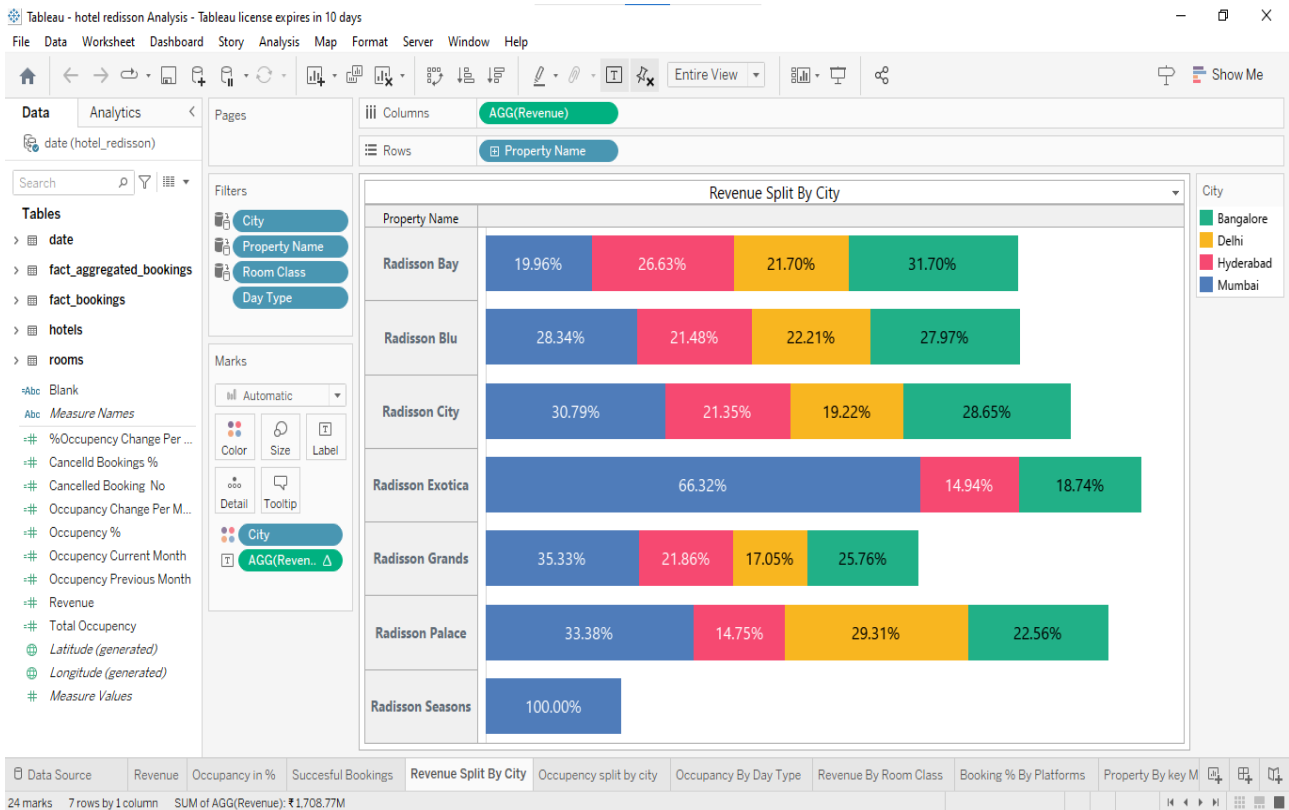 Tableau - hotel redisson Analysis - Tableau license expires in 10 days
File Data Worksheet Dashboard Story Analysis Map Format Server Window Help
Entire View
Show Me
Data Analytics
date (hotel_redisson)
Search
Tables
date
fact_aggregated_bookings
fact_bookings
hotels
rooms
=Abc Blank
Abc Measure Names
=# %Occupency Change Per ...
=# Cancelld Bookings %
=# Cancelled Booking No
=# Occupancy Change Per M...
=# Occupency %
=# Occupency Current Month
=# Occupency Previous Month
=# Revenue
=# Total Occupency
Latitude (generated)
Longitude (generated)
# Measure Values
Pages
Filters
City
Property Name
Room Class
Day Type
Marks
Automatic
Color Size Label
Detail Tooltip
City
AGG(Reven.. Δ
iii Columns
AGG(Revenue)
Rows
Property Name
Revenue Split By City
Property Name
Radisson Bay 19.96% 26.63% 21.70% 31.70%
Radisson Blu 28.34% 21.48% 22.21% 27.97%
Radisson City 30.79% 21.35% 19.22% 28.65%
Radisson Exotica 66.32% 14.94% 18.74%
Radisson Grands 35.33% 21.86% 17.05% 25.76%
Radisson Palace 33.38% 14.75% 29.31% 22.56%
Radisson Seasons 100.00%
City
Bangalore
Delhi
Hyderabad
Mumbai
Data Source Revenue Occupancy in % Succesful Bookings Revenue Split By City Occupency split by city Occupancy By Day Type Revenue By Room Class Booking % By Platforms Property By key M
24 marks 7 rows by 1 column SUM of AGG(Revenue): ₹1,708.77M